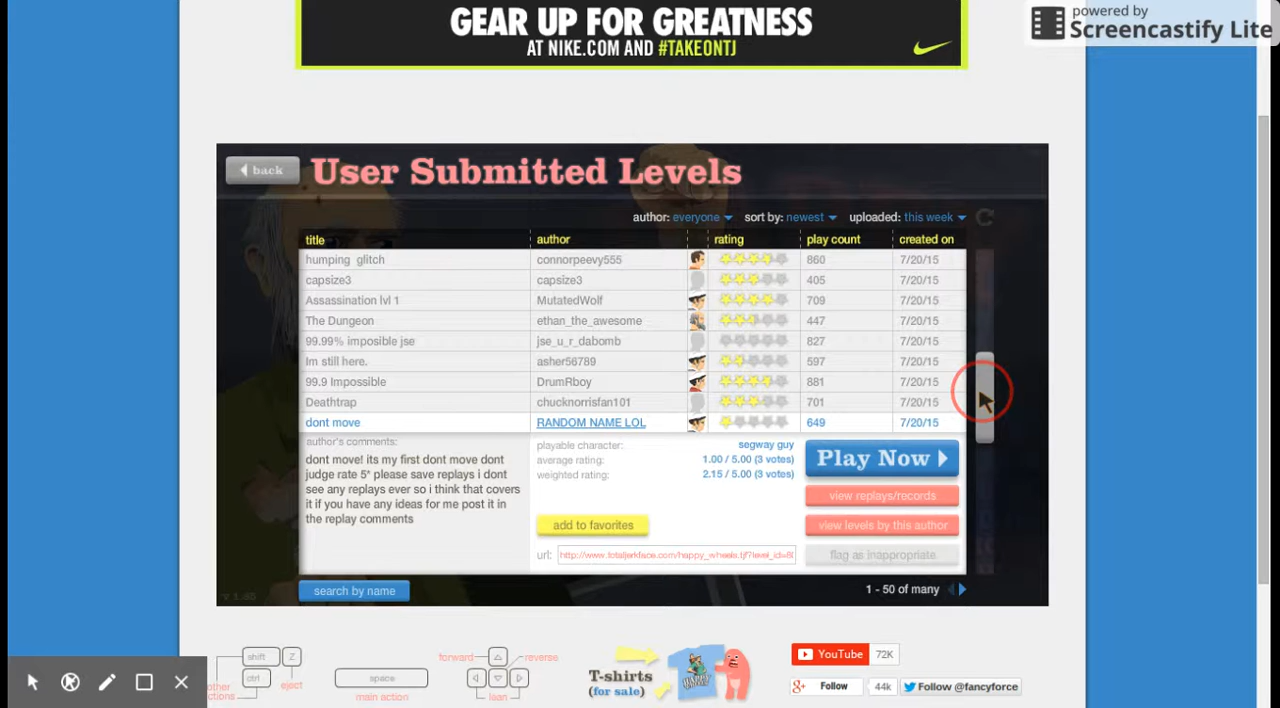 GEAR UP FOR GREATNESS
AT NIKE.COM AND #TAKEONTJ
powered by
Screencastify Lite
back
User Submitted Levels
author: everyone sort by: newest uploaded: this week
title author rating play count created on
humping glitch connorpeevy555 860 7/20/15
capsize3 capsize3 405 7/20/15
Assassination lvl 1 MutatedWolf 709 7/20/15
The Dungeon ethan_the_awesome 447 7/20/15
99.99% imposible jse jse_u_r_dabomb 827 7/20/15
Im still here. asher56789 597 7/20/15
99.9 Impossible DrumRboy 881 7/20/15
Deathtrap chucknorrisfan101 701 7/20/15
dont move RANDOM NAME LOL 649 7/20/15
author's comments:
dont move! its my first dont move dont
judge rate 5* please save replays i dont
see any replays ever so i think that covers
it if you have any ideas for me post it in
the replay comments
playable character: segway guy
average rating: 1.00 / 5.00 (3 votes)
weighted rating: 2.15 / 5.00 (3 votes)
Play Now
view replays/records
add to favorites
view levels by this author
url:
flag as inappropriate
search by name
1 - 50 of many
v 1.85
shift Z
ctrl
eject
space
main action
forward reverse
lean
T-shirts
(for sale)
YouTube 72K
Follow 44k
Follow @fancyforce